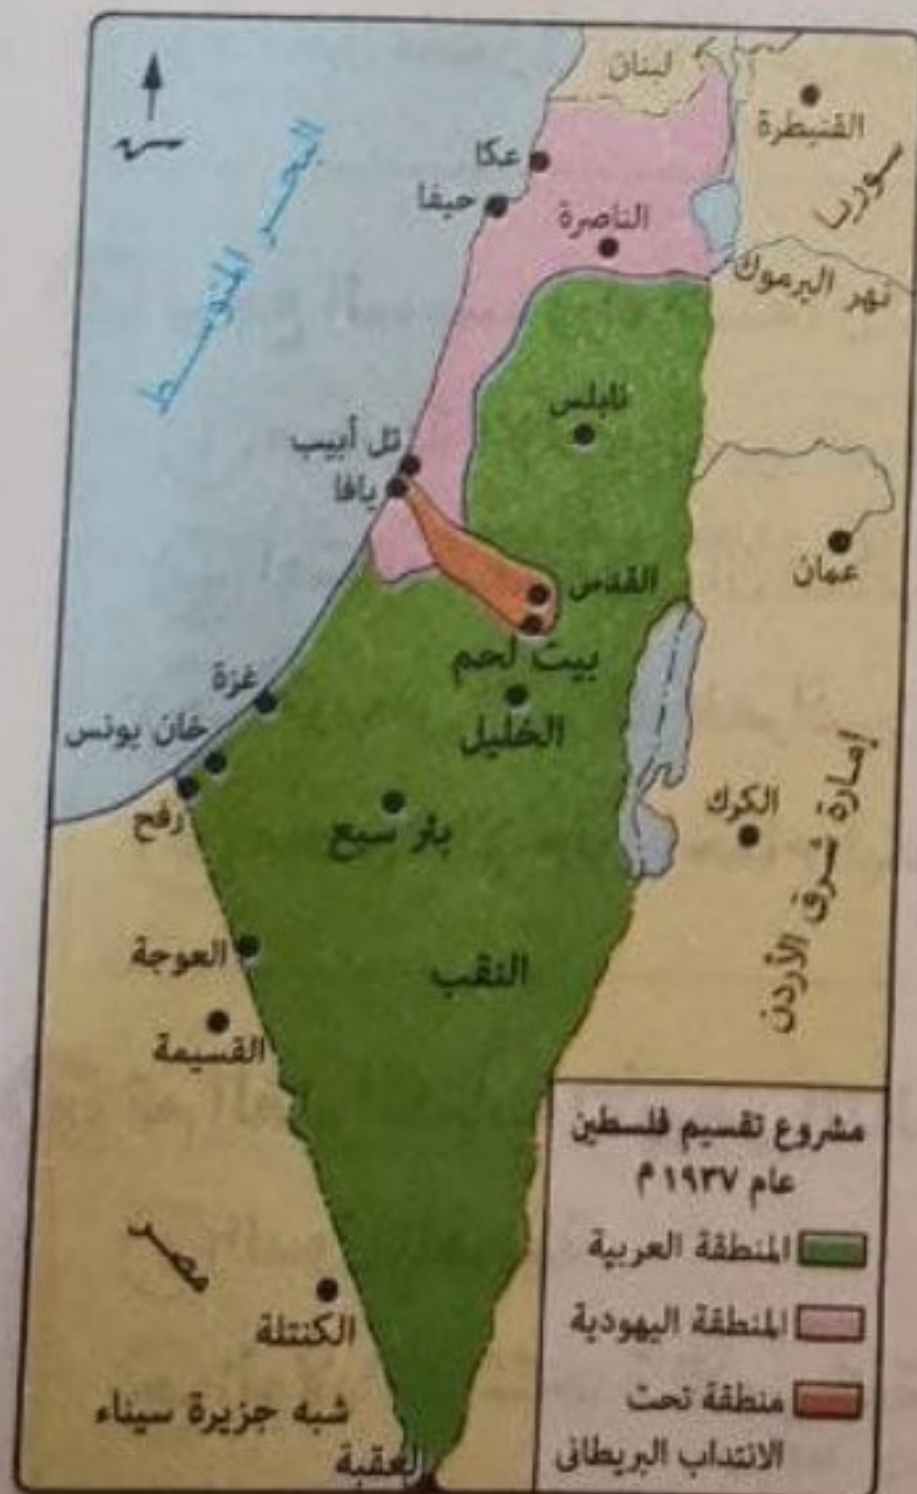 لبنان
القنيطرة
سوريا
عكا
حيفا
الناصرة
البحر المتوسط
نهر اليرموك
نابلس
تل أبيب
يافا
عمان
القدس
بيت لحم
غزة
خان يونس
الخليل
رفح
بئر سبع
الكرك
إمارة شرق الأردن
العوجة
النقب
القسيمة
مصر
الكنتلة
شبه جزيرة سيناء
العقبة
مشروع تقسيم فلسطين
عام ١٩٣٧ م
المنطقة العربية
المنطقة اليهودية
منطقة تحت
الانتداب البريطانى